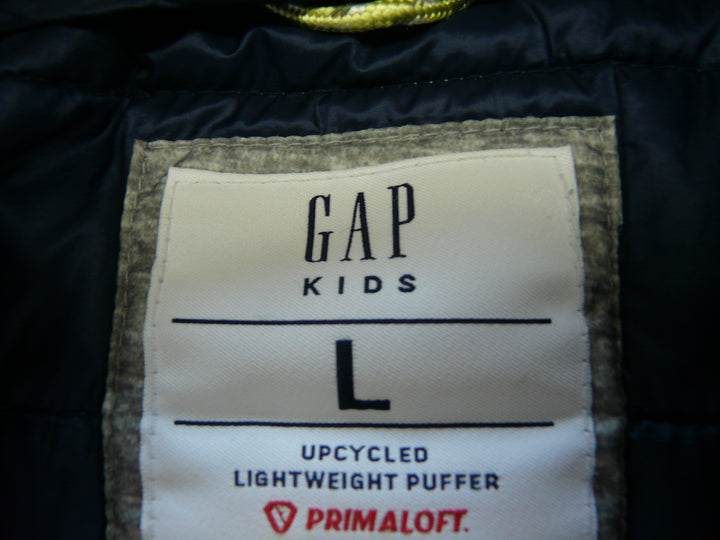 GAP
KIDS
L
UPCYCLED
LIGHTWEIGHT PUFFER
PRIMALOFT.